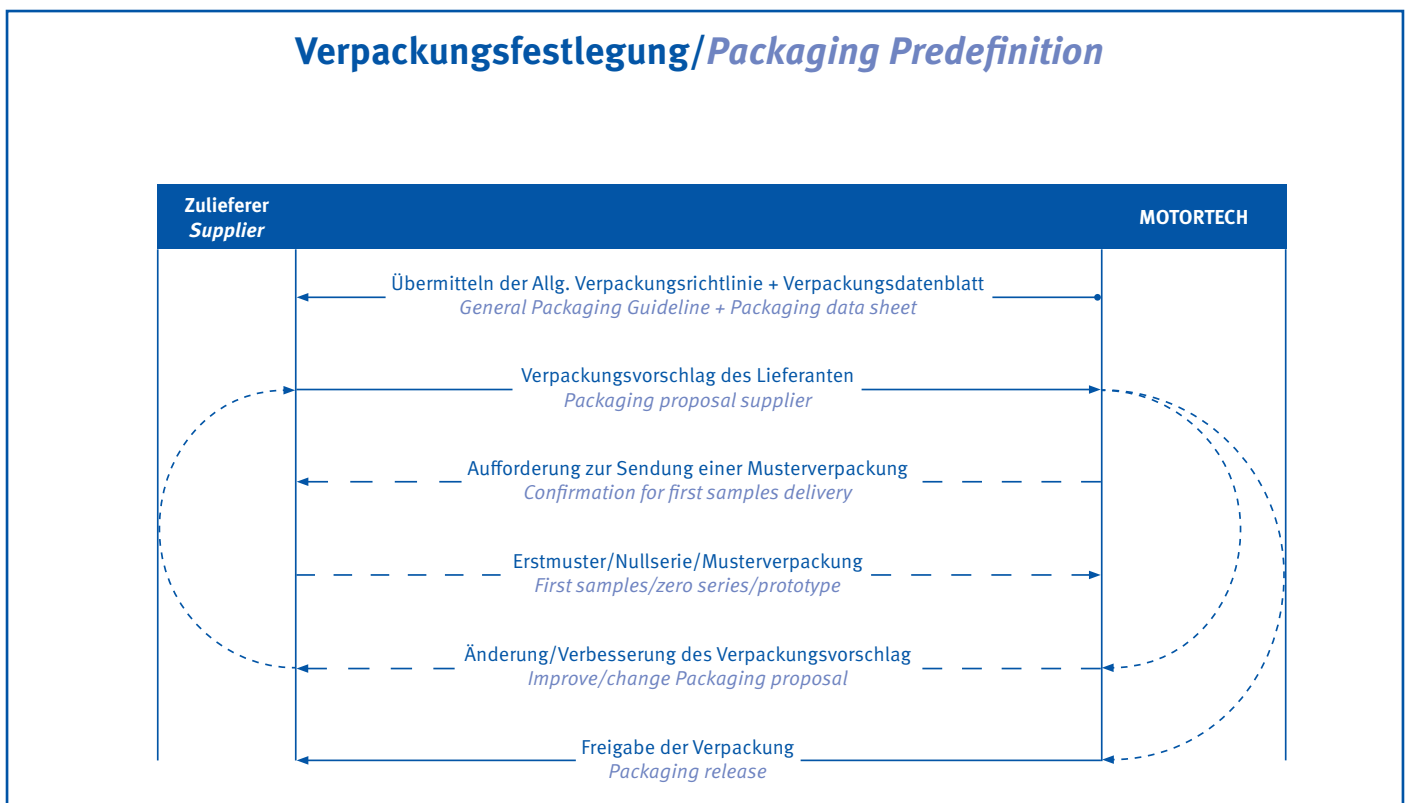 Verpackungsfestlegung/Packaging Predefinition
Zulieferer
Supplier
MOTORTECH
Übermitteln der Allg. Verpackungsrichtlinie + Verpackungsdatenblatt
General Packaging Guideline + Packaging data sheet
Verpackungsvorschlag des Lieferanten
Packaging proposal supplier
Aufforderung zur Sendung einer Musterverpackung
Confirmation for first samples delivery
Erstmuster/Nullserie/Musterverpackung
First samples/zero series/prototype
Änderung/Verbesserung des Verpackungsvorschlag
Improve/change Packaging proposal
Freigabe der Verpackung
Packaging release